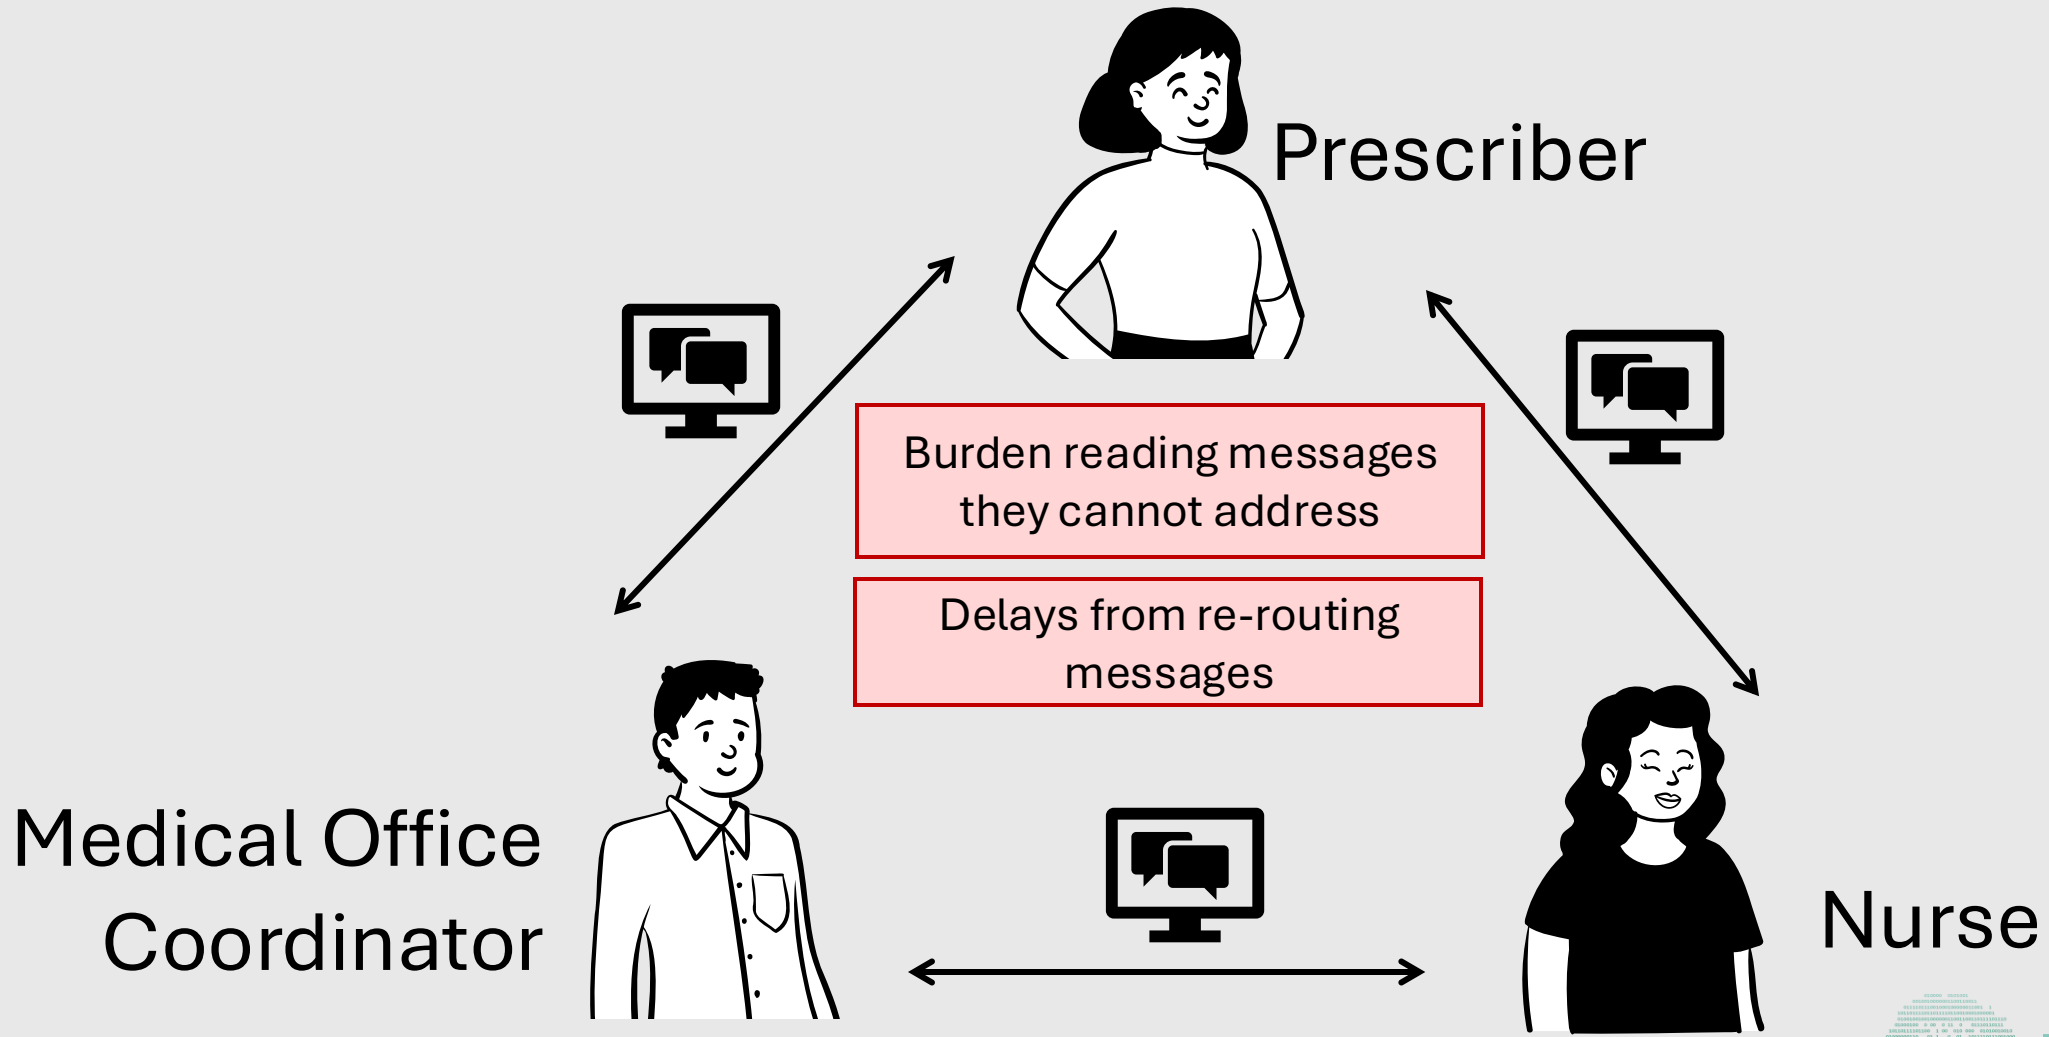 Prescriber
Burden reading messages
they cannot address
Delays from re-routing
messages
Medical Office
Coordinator
Nurse